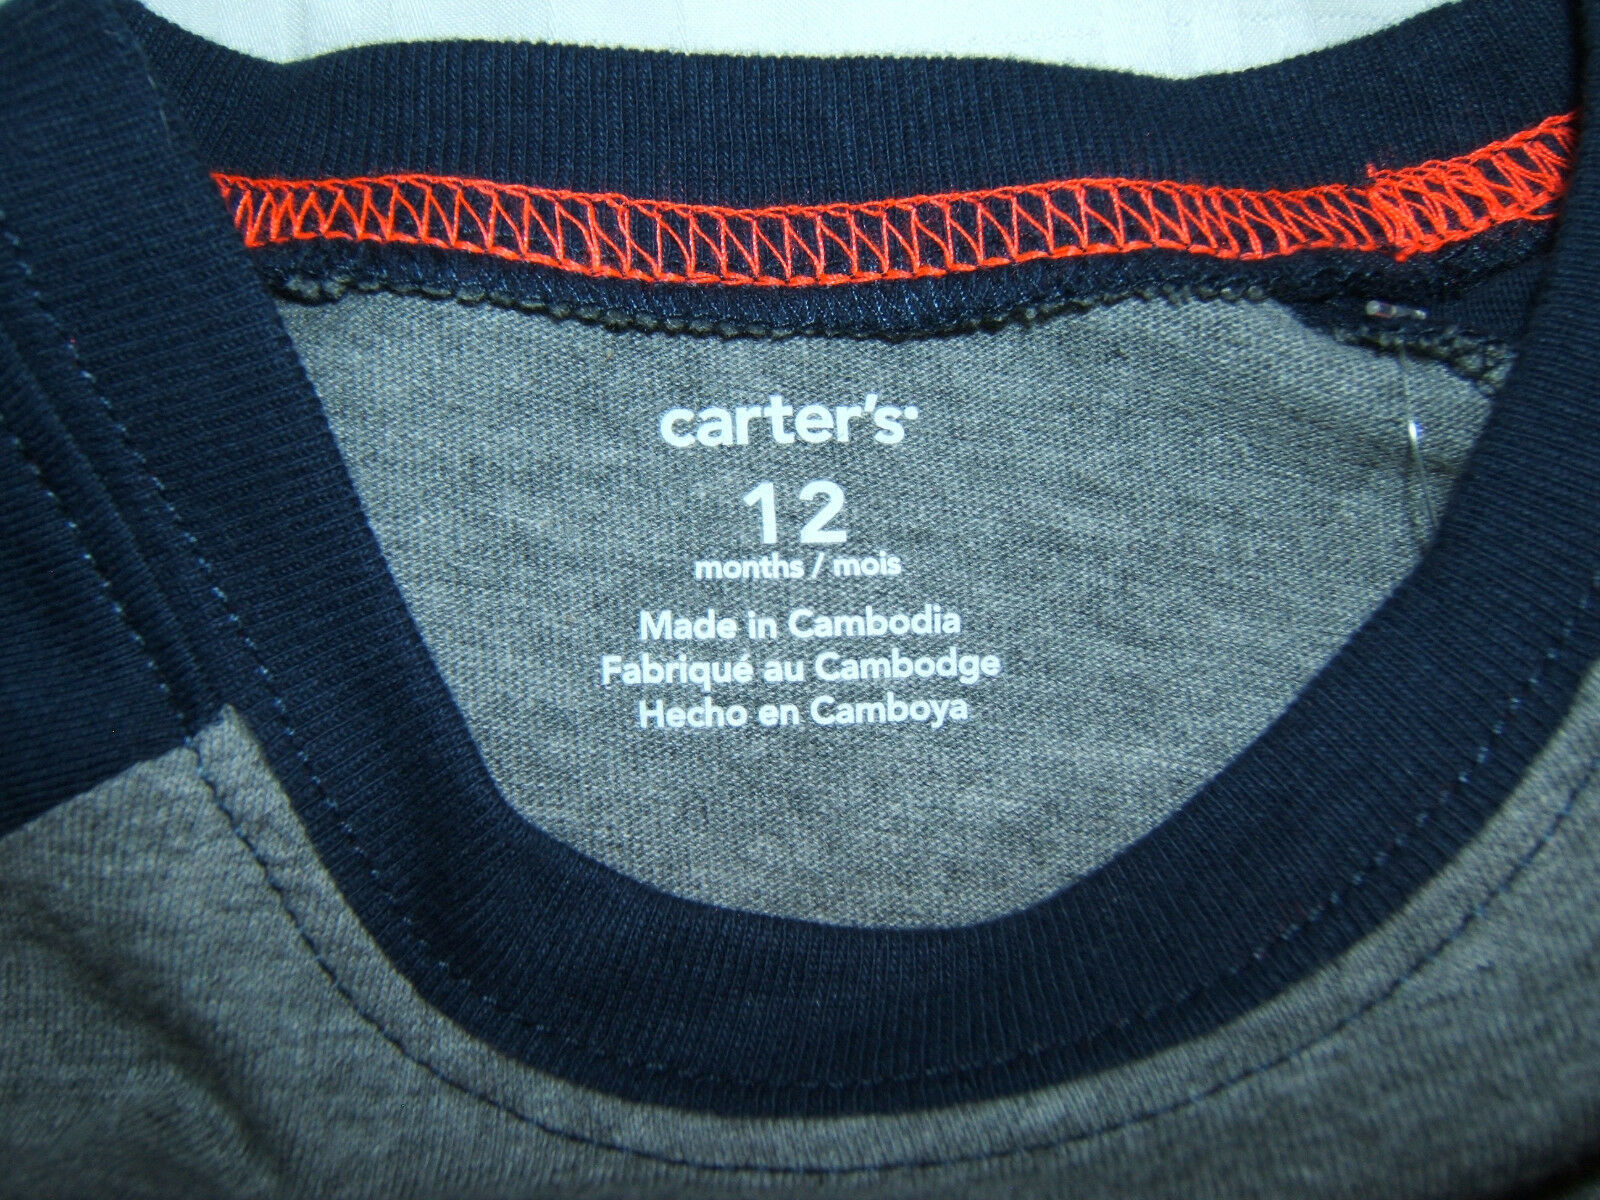 carter's
12
months / mois
Made in Cambodia
Fabriqué au Cambodge
Hecho en Camboya